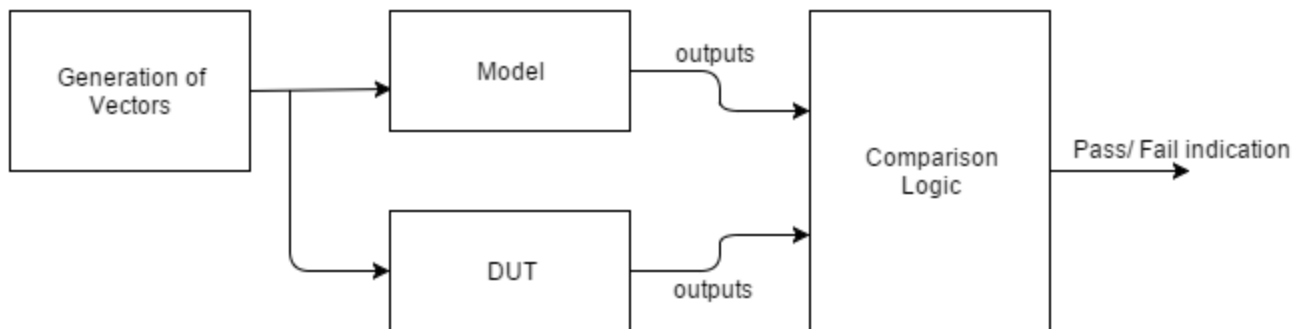 Generation of
Vectors
Model
outputs
DUT
outputs
Comparison
Logic
Pass/ Fail indication